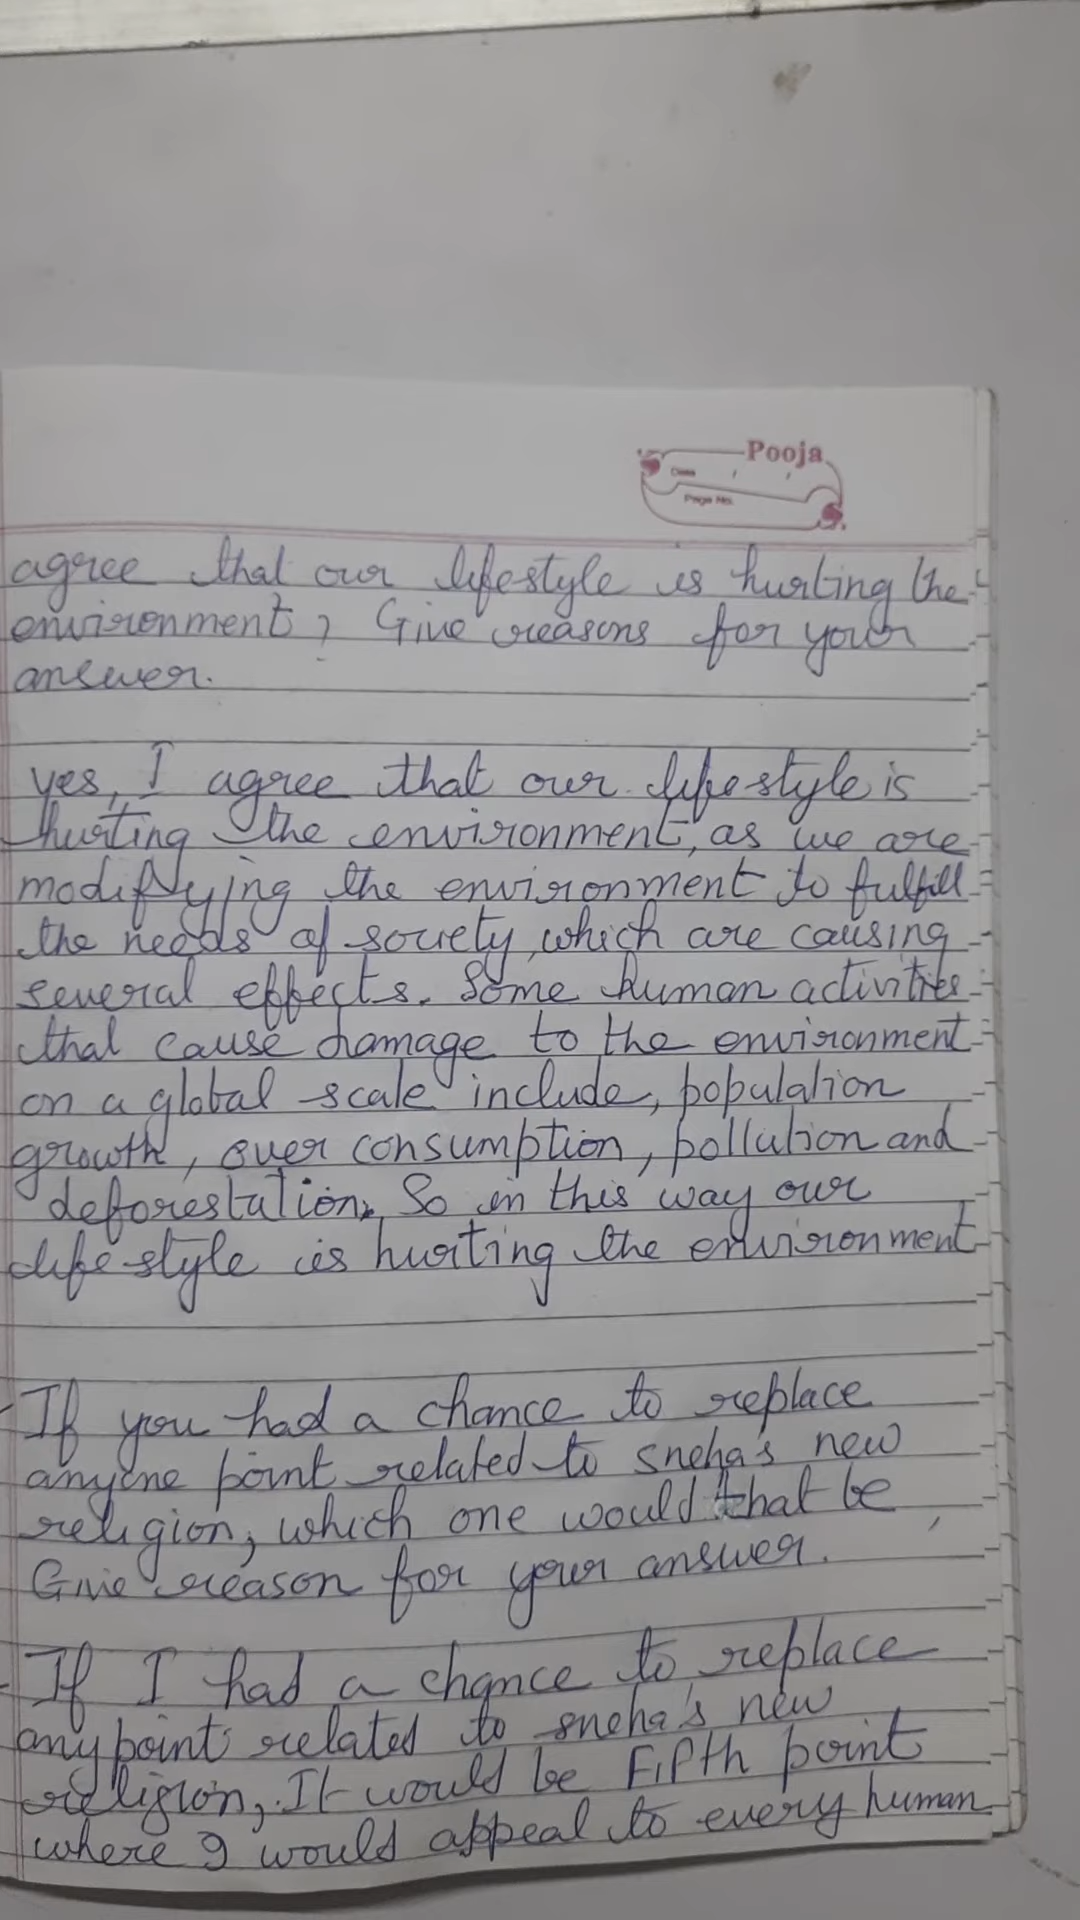 Pooja
Date / /
Page No.
agree that our lifestyle is hurting the
environment? Give reasons for your
answer.
yes, I agree that our lifestyle is
hurting the environment, as we are
modifying the environment to fulfill
the needs of society, which are causing
several effects. Some human activities
that cause damage to the environment
on a global scale include, population
growth, over consumption, pollution and
deforestation. So in this way our
life style is hurting the environment
If you had a chance to replace
anyone point related to sneha's new
religion, which one would that be,
Give reason for your answer.
If I had a chance to replace
any point related to sneha's new
religion, It would be Fifth point
where I would appeal to every human